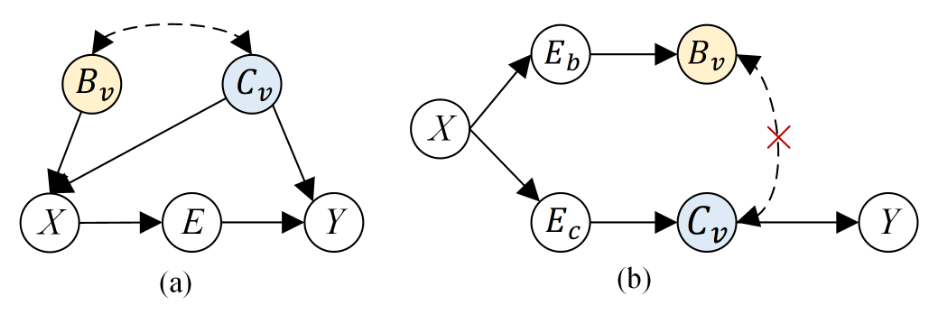 B_v C_v
X E Y
(a)
E_b B_v
X
E_c C_v Y
(b)